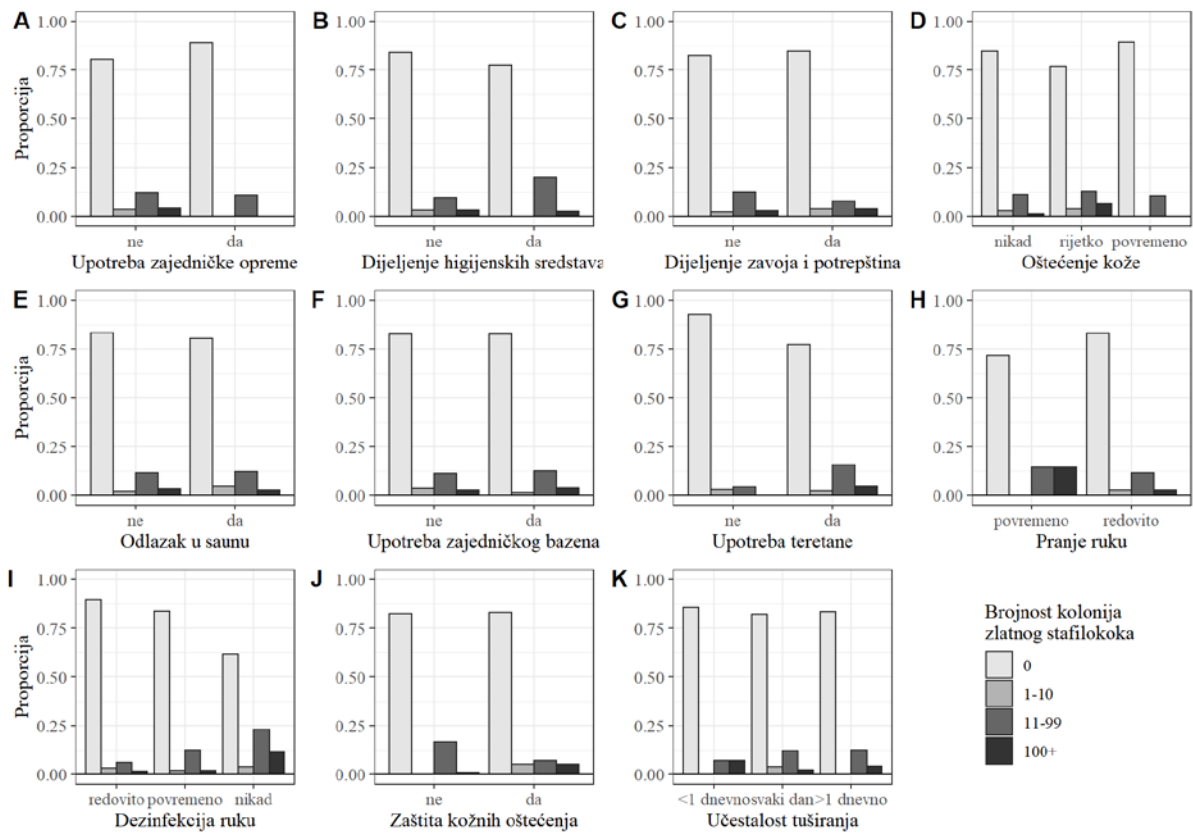 A
B
C
D
Proporcija
1.00
0.75
0.50
0.25
0.00
ne
da
Upotreba zajedničke opreme
1.00
0.75
0.50
0.25
0.00
ne
da
Dijeljenje higijenskih sredstava
1.00
0.75
0.50
0.25
0.00
ne
da
Dijeljenje zavoja i potrepština
1.00
0.75
0.50
0.25
0.00
nikad
rijetko
povremeno
Oštećenje kože
E
F
G
H
Proporcija
1.00
0.75
0.50
0.25
0.00
ne
da
Odlazak u saunu
1.00
0.75
0.50
0.25
0.00
ne
da
Upotreba zajedničkog bazena
1.00
0.75
0.50
0.25
0.00
ne
da
Upotreba teretane
1.00
0.75
0.50
0.25
0.00
povremeno
redovito
Pranje ruku
I
J
K
Proporcija
1.00
0.75
0.50
0.25
0.00
redovito
povremeno
nikad
Dezinfekcija ruku
1.00
0.75
0.50
0.25
0.00
ne
da
Zaštita kožnih oštećenja
1.00
0.75
0.50
0.25
0.00
<1 dnevno
svaki dan
>1 dnevno
Učestalost tuširanja
Brojnost kolonija
zlatnog stafilokoka
0
1-10
11-99
100+